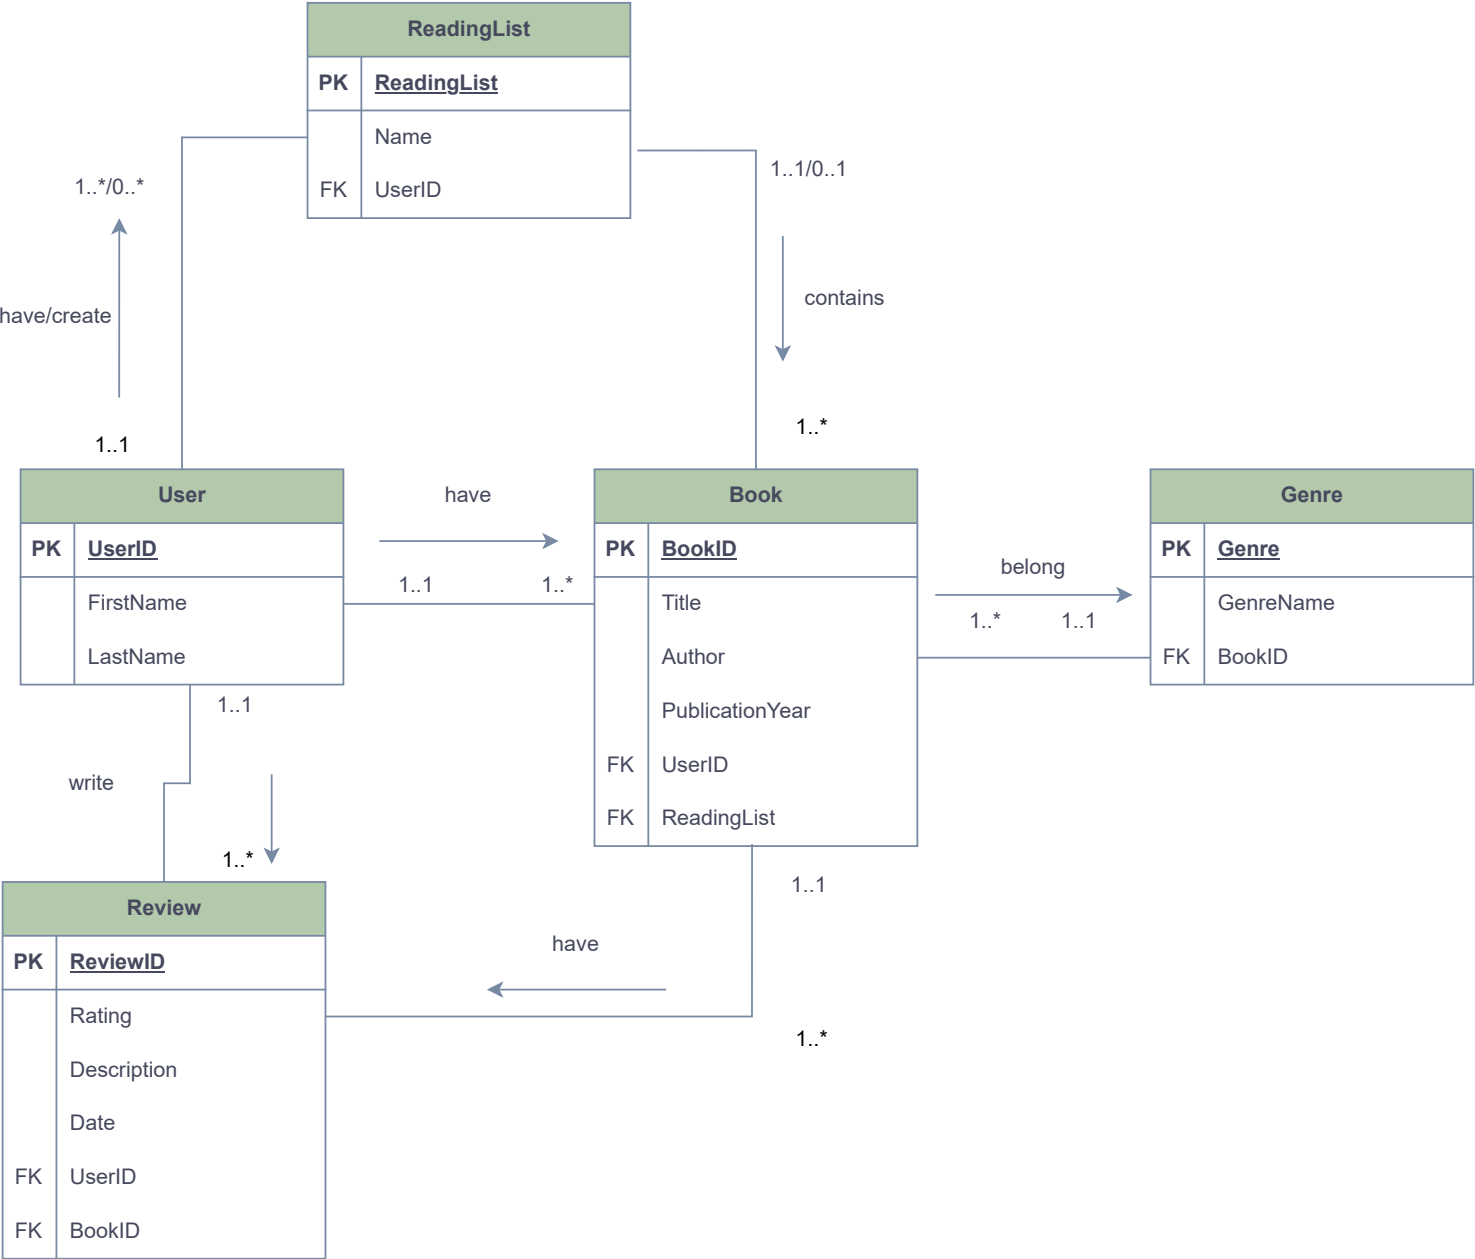 ReadingList
PK ReadingList
Name
FK UserID
1..*/0..*
have/create
1..1
1..1/0..1
contains
1..*
User
PK UserID
FirstName
LastName
have
1..1 1..*
Book
PK BookID
Title
Author
PublicationYear
FK UserID
FK ReadingList
belong
1..* 1..1
Genre
PK Genre
GenreName
FK BookID
1..1
write
1..*
Review
PK ReviewID
Rating
Description
Date
FK UserID
FK BookID
1..1
have
1..*